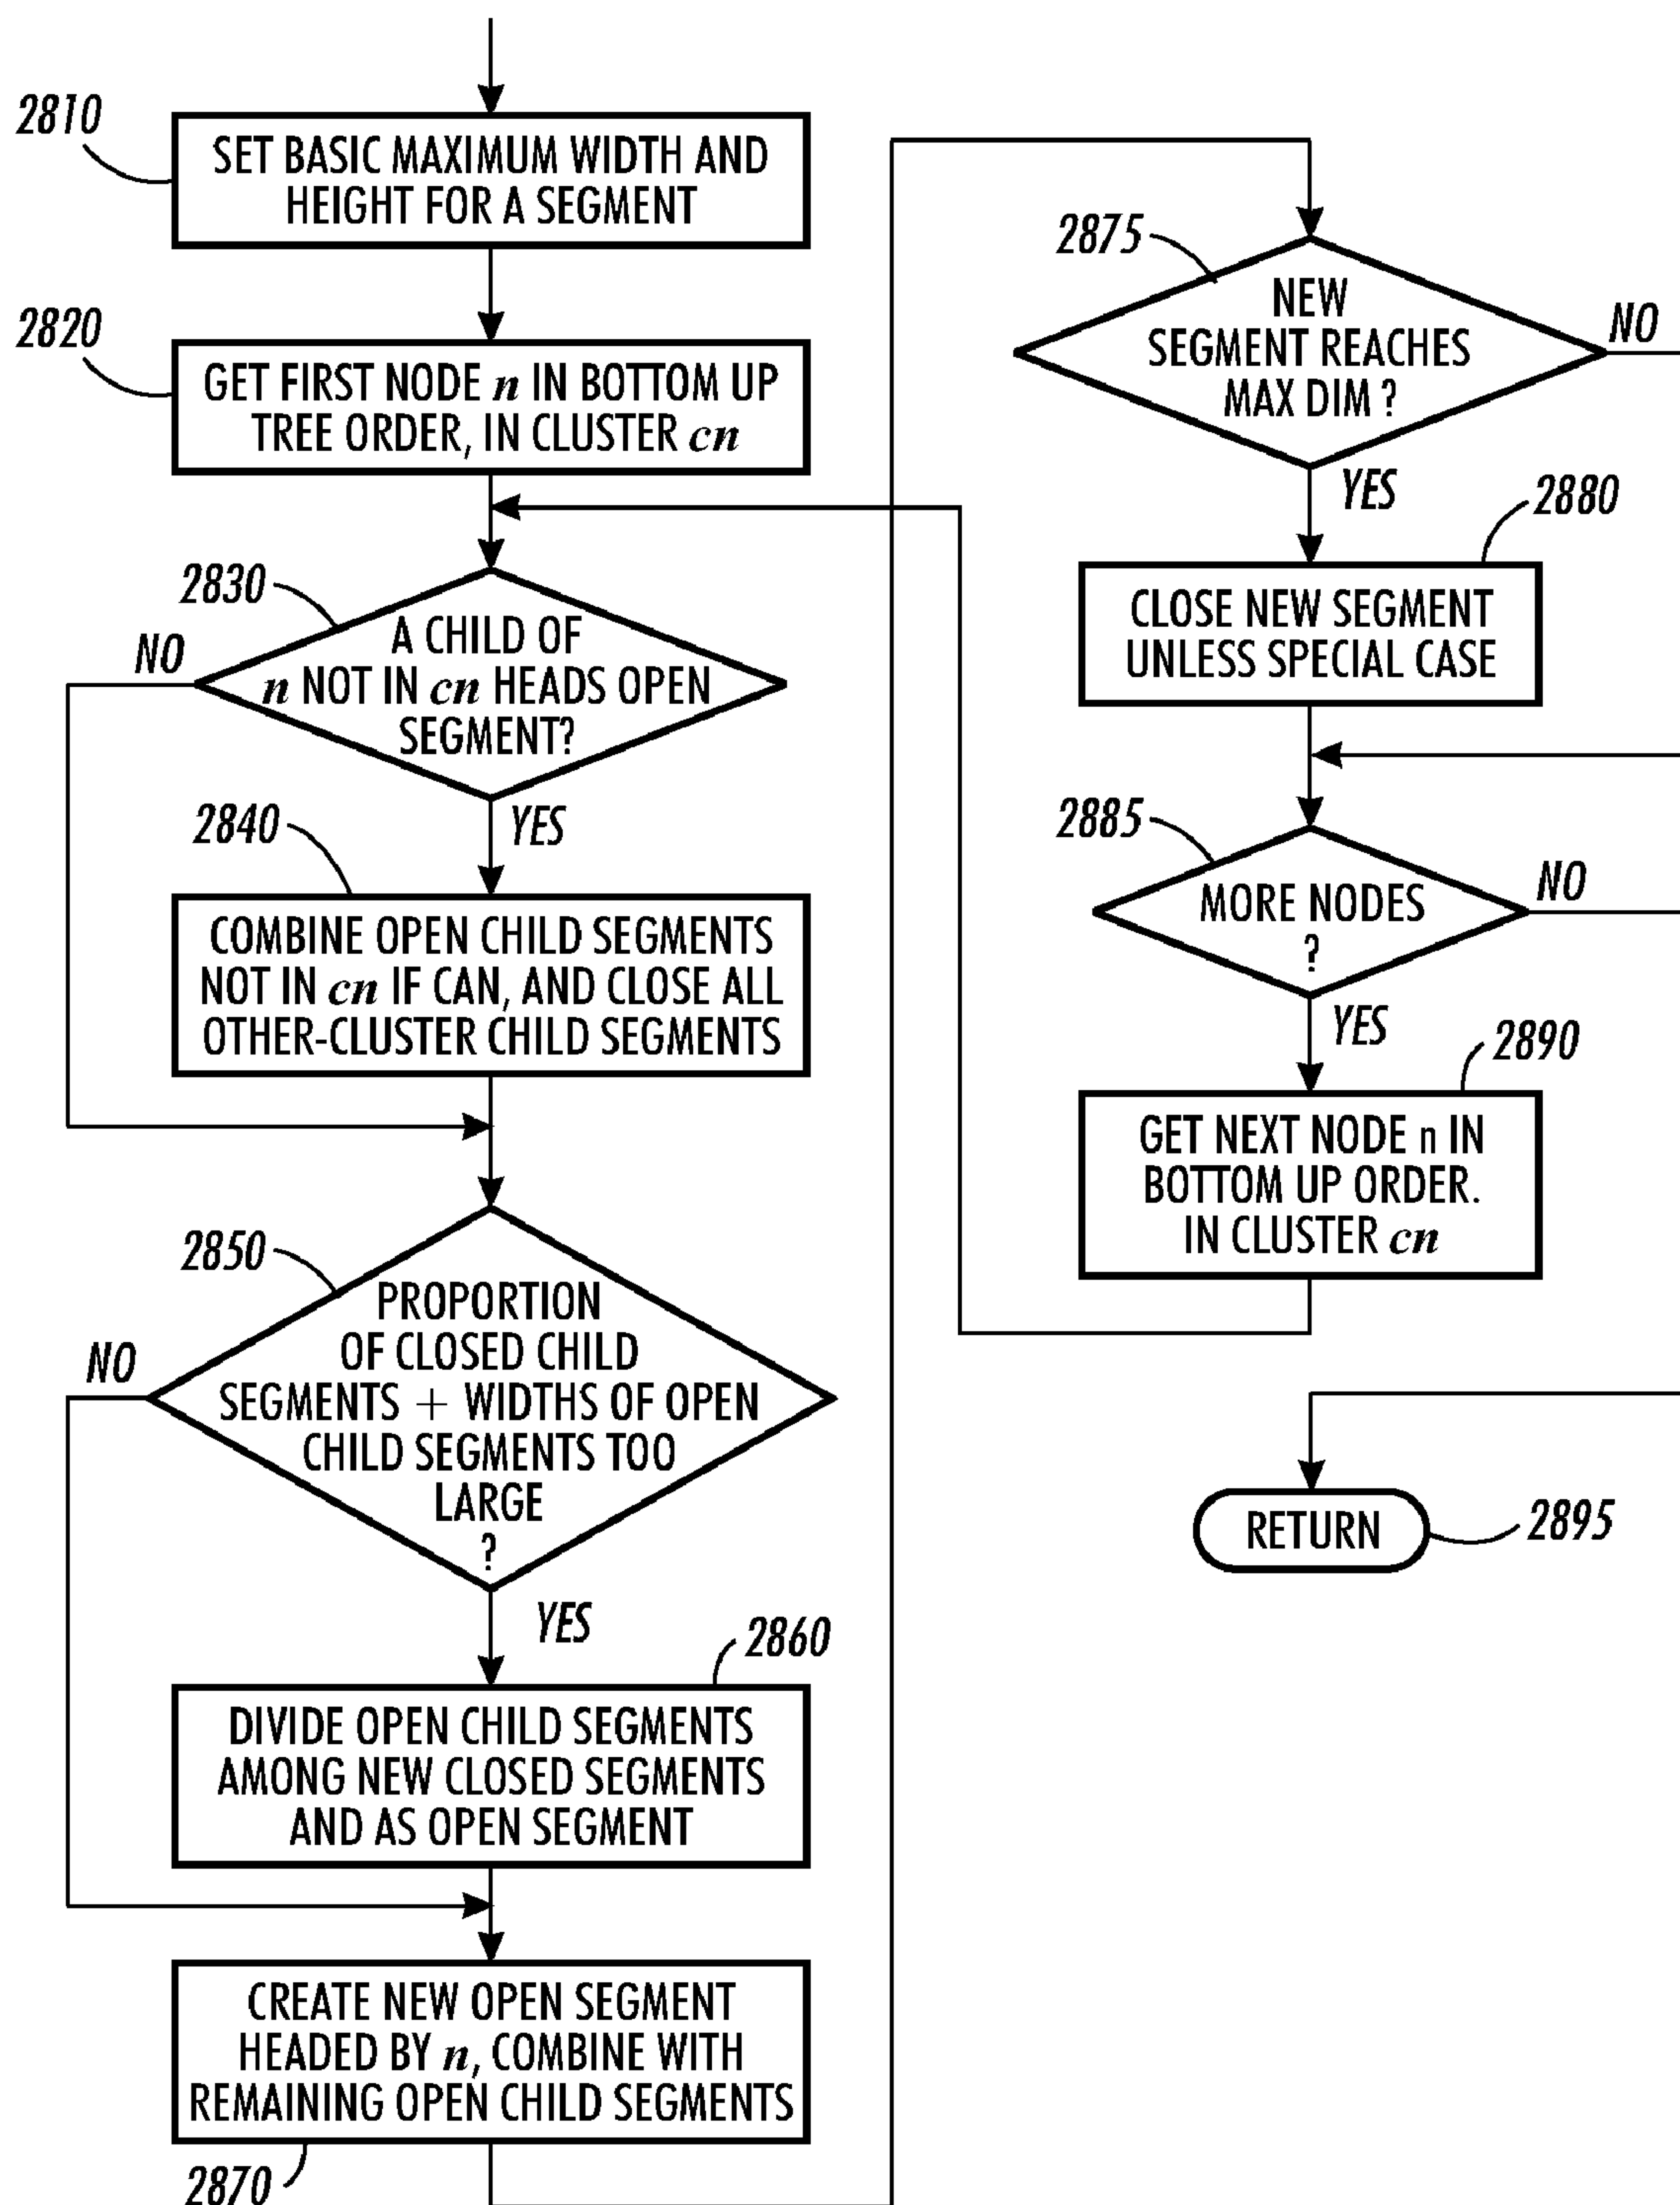 2810
SET BASIC MAXIMUM WIDTH AND
HEIGHT FOR A SEGMENT
2820
GET FIRST NODE n IN BOTTOM UP
TREE ORDER, IN CLUSTER cn
2830
A CHILD OF
n NOT IN cn HEADS OPEN
SEGMENT?
NO
YES
2840
COMBINE OPEN CHILD SEGMENTS
NOT IN cn IF CAN, AND CLOSE ALL
OTHER-CLUSTER CHILD SEGMENTS
2850
PROPORTION
OF CLOSED CHILD
SEGMENTS + WIDTHS OF OPEN
CHILD SEGMENTS TOO
LARGE
?
NO
YES
2860
DIVIDE OPEN CHILD SEGMENTS
AMONG NEW CLOSED SEGMENTS
AND AS OPEN SEGMENT
CREATE NEW OPEN SEGMENT
HEADED BY n, COMBINE WITH
REMAINING OPEN CHILD SEGMENTS
2870
2875
NEW
SEGMENT REACHES
MAX DIM ?
NO
YES
2880
CLOSE NEW SEGMENT
UNLESS SPECIAL CASE
2885
MORE NODES
?
NO
YES
2890
GET NEXT NODE n IN
BOTTOM UP ORDER.
IN CLUSTER cn
RETURN
2895